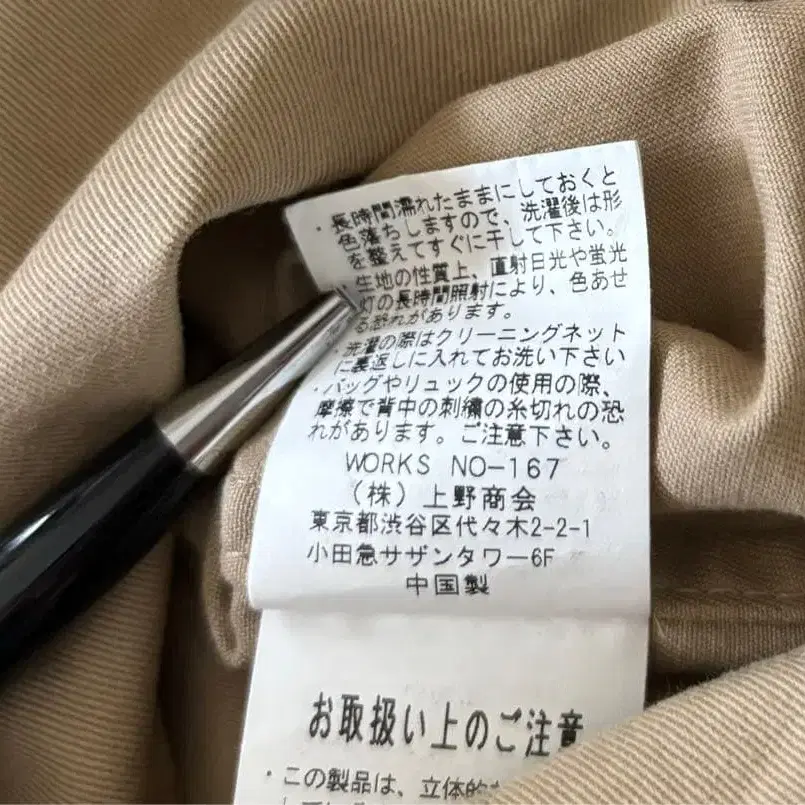 ・長時間濡れたままにしておくと
色落ちしますので、洗濯後は形
を整えてすぐに干して下さい。
・生地の性質上、直射日光や蛍光
灯の長時間照射により、色あせ
る恐れがあります。
・洗濯の際はクリーニングネット
に裏返しに入れてお洗い下さい
・バッグやリュックの使用の際、
摩擦で背中の刺繍の糸切れの恐
れがあります。ご注意下さい。
WORKS NO-167
(株)上野商会
東京都渋谷区代々木2-2-1
小田急サザンタワー6F
中国製
お取扱い上のご注意
・この製品は、立体的